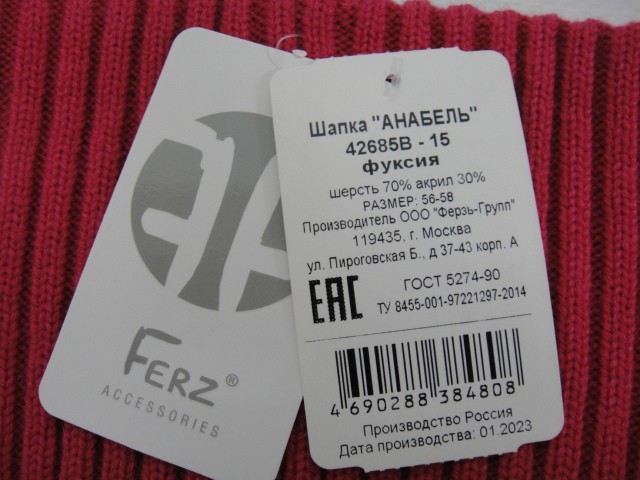 FERZ®
ACCESSORIES
Шапка "АНАБЕЛЬ"
42685В - 15
фуксия
шерсть 70% акрил 30%
РАЗМЕР: 56-58
Производитель ООО "Ферзь-Групп"
119435, г. Москва
ул. Пироговская Б., д 37-43 корп. А
ЕАС
ГОСТ 5274-90
ТУ 8455-001-97221297-2014
4 690288 384808
Производство Россия
Дата производства: 01.2023